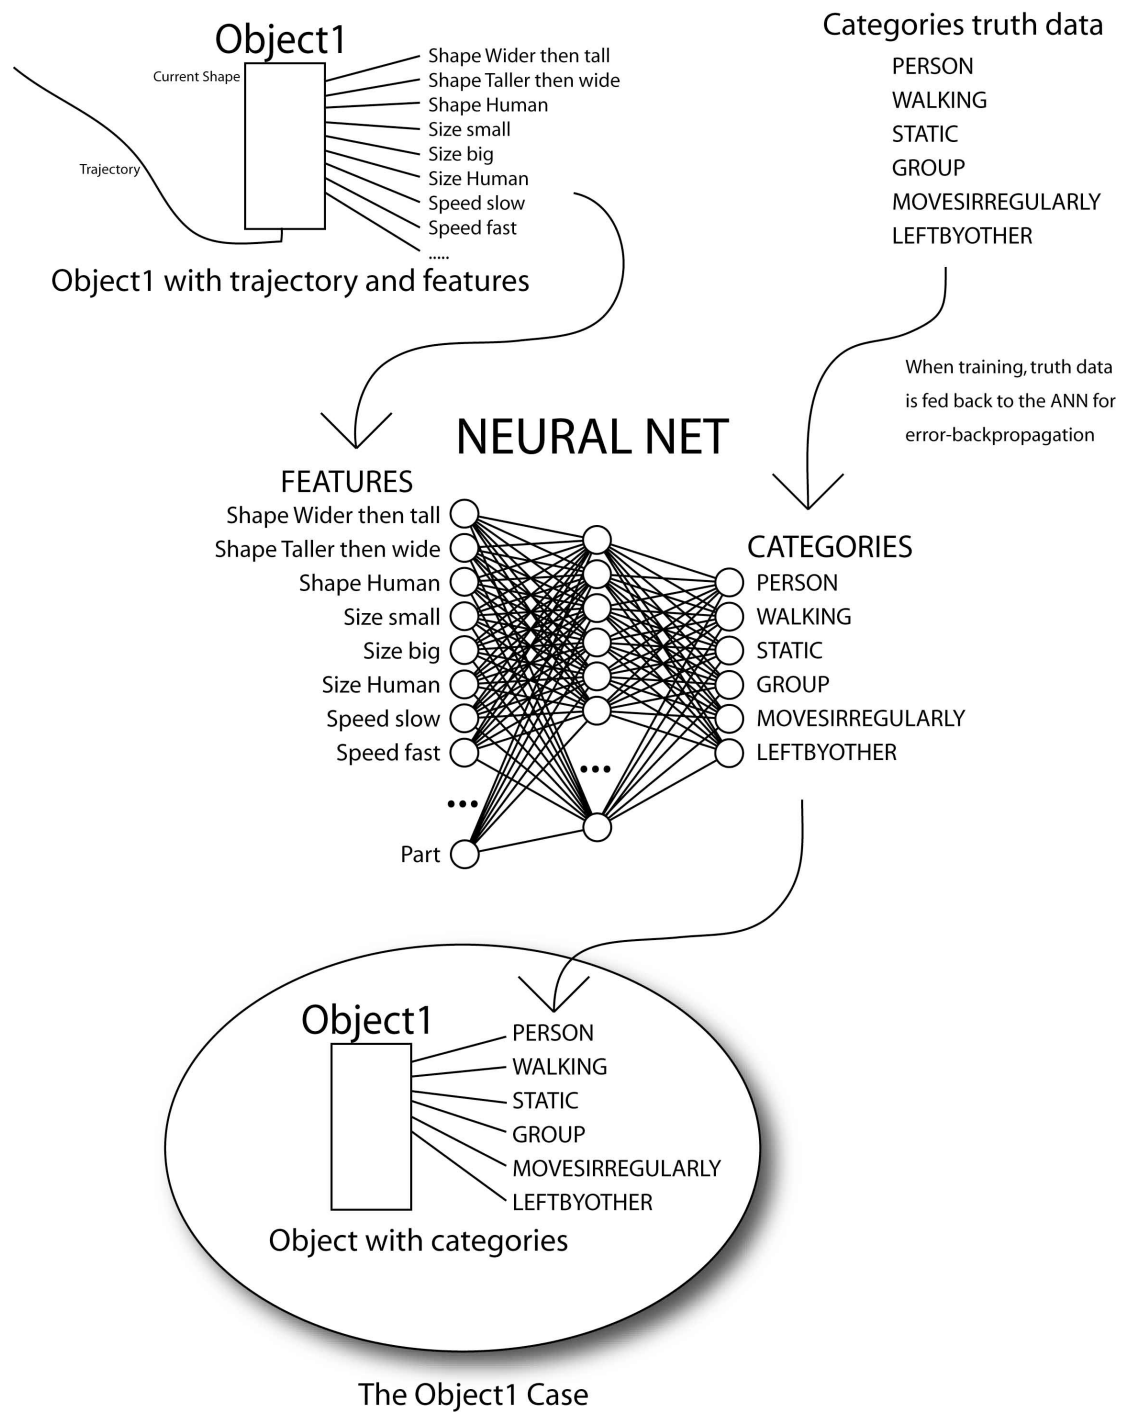 Object1
Current Shape
Trajectory
Shape Wider then tall
Shape Taller then wide
Shape Human
Size small
Size big
Size Human
Speed slow
Speed fast
.....
Object1 with trajectory and features
Categories truth data
PERSON
WALKING
STATIC
GROUP
MOVESIRREGULARLY
LEFTBYOTHER
When training, truth data
is fed back to the ANN for
error-backpropagation
NEURAL NET
FEATURES
Shape Wider then tall
Shape Taller then wide
Shape Human
Size small
Size big
Size Human
Speed slow
Speed fast
...
Part
...
CATEGORIES
PERSON
WALKING
STATIC
GROUP
MOVESIRREGULARLY
LEFTBYOTHER
Object1
PERSON
WALKING
STATIC
GROUP
MOVESIRREGULARLY
LEFTBYOTHER
Object with categories
The Object1 Case